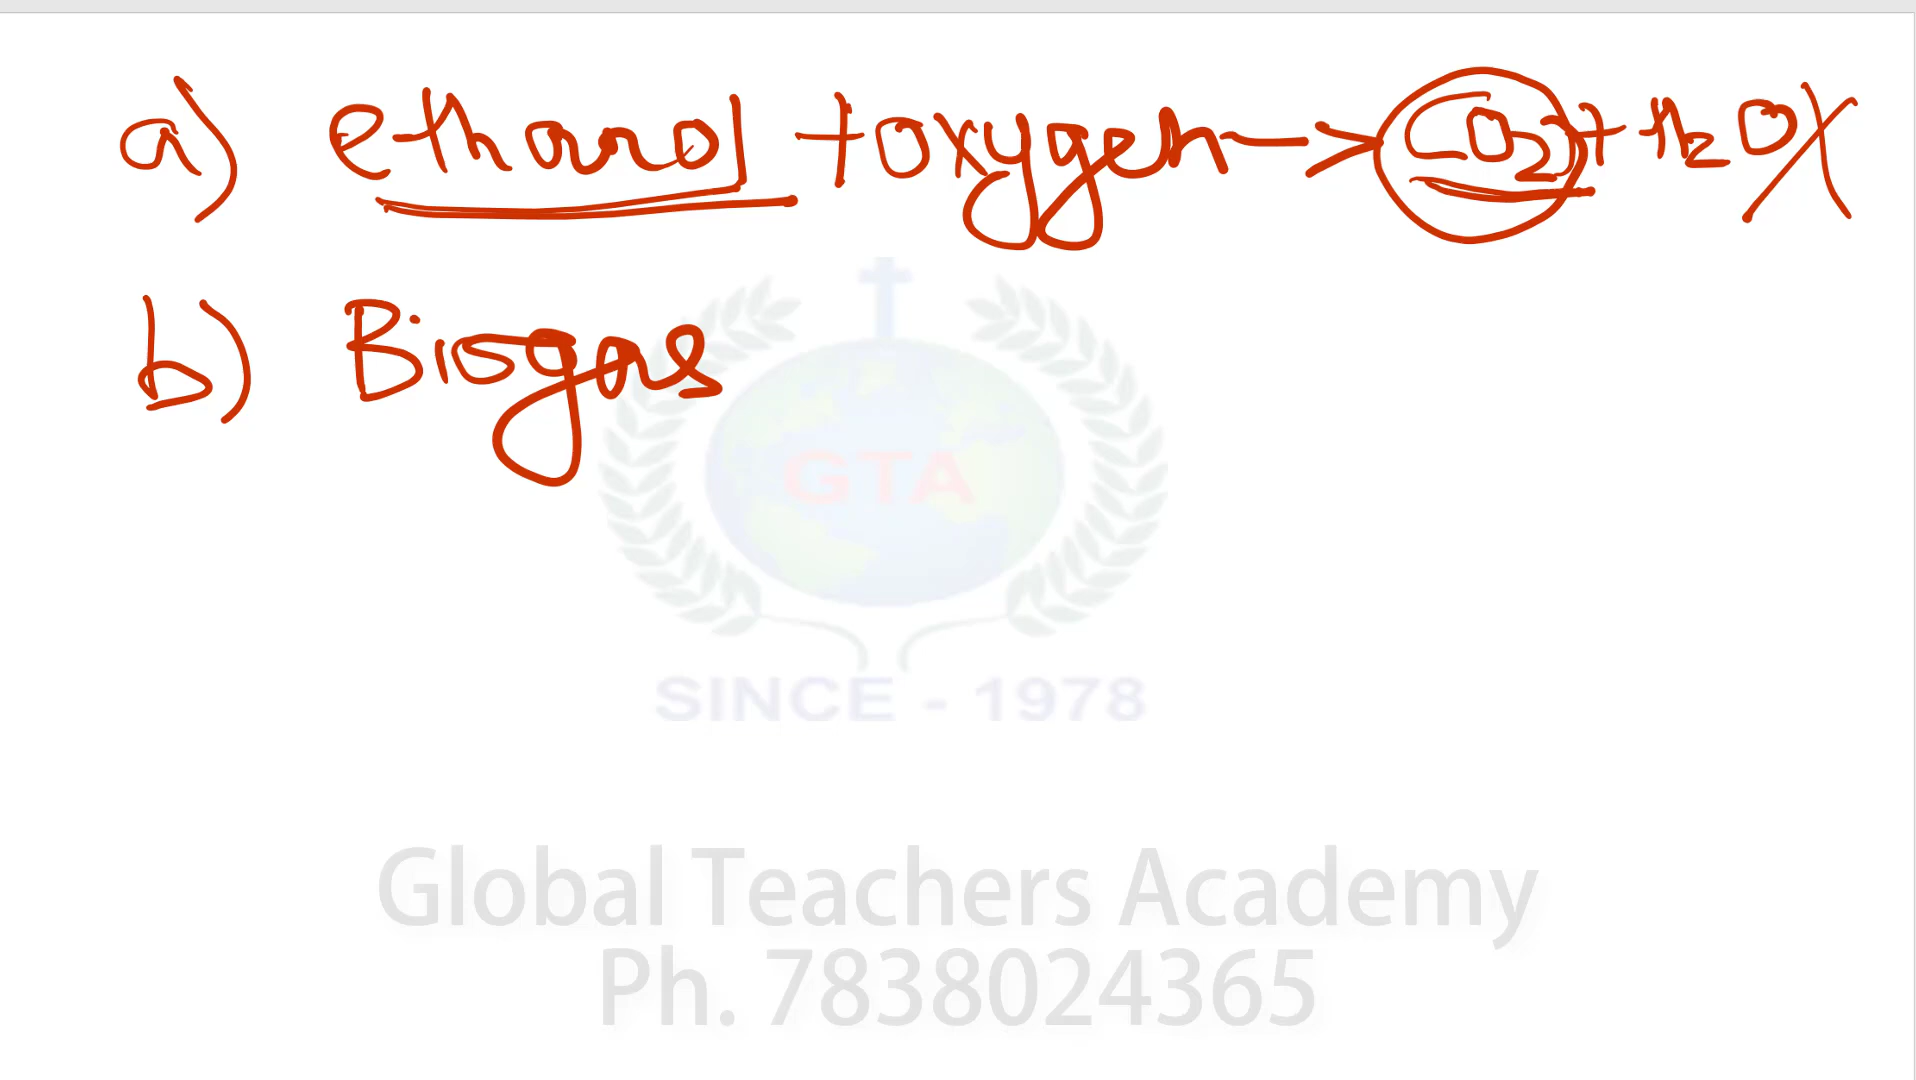 a) ethanol + oxygen → CO2 + H2O X
b) Biogas
GTA
SINCE - 1978
Global Teachers Academy
Ph. 7838024365